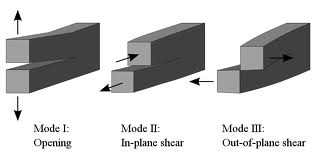 Mode I:
Opening
Mode II:
In-plane shear
Mode III:
Out-of-plane shear